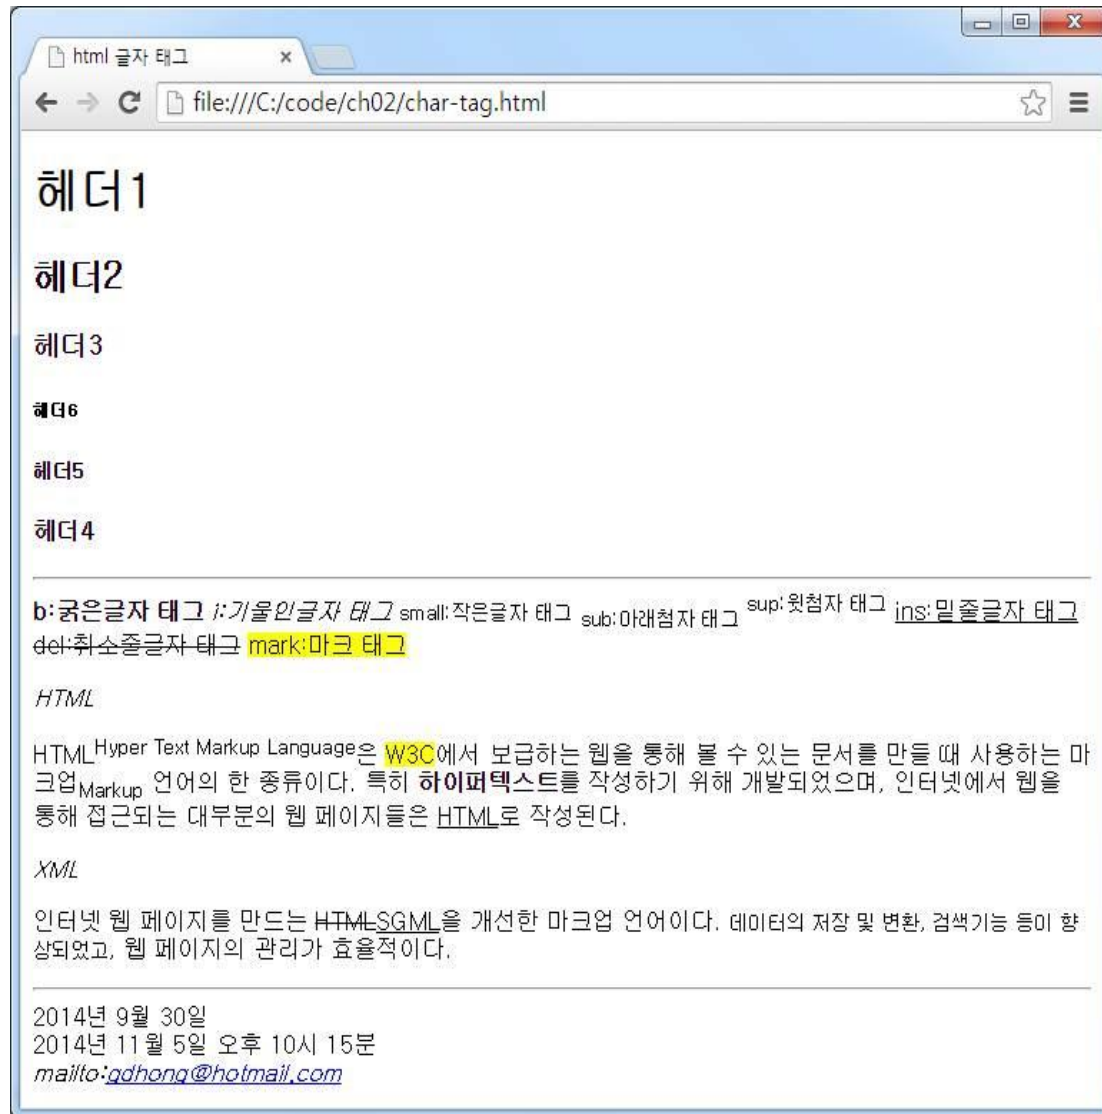 html 글자 태그
file:///C:/code/ch02/char-tag.html
헤더1
헤더2
헤더3
헤더6
헤더5
헤더4
b:굵은글자 태그 i:기울인글자 태그 small:작은글자 태그 sub:아래첨자 태그 sup:윗첨자 태그 ins:밑줄글자 태그
del:취소줄글자 태그 mark:마크 태그
HTML
HTMLHyper Text Markup Language은 W3C에서 보급하는 웹을 통해 볼 수 있는 문서를 만들 때 사용하는 마
크업Markup 언어의 한 종류이다. 특히 하이퍼텍스트를 작성하기 위해 개발되었으며, 인터넷에서 웹을
통해 접근되는 대부분의 웹 페이지들은 HTML로 작성된다.
XML
인터넷 웹 페이지를 만드는 HTMLSGML을 개선한 마크업 언어이다. 데이터의 저장 및 변환, 검색기능 등이 향
상되었고, 웹 페이지의 관리가 효율적이다.
2014년 9월 30일
2014년 11월 5일 오후 10시 15분
mailto:gdhong@hotmail.com